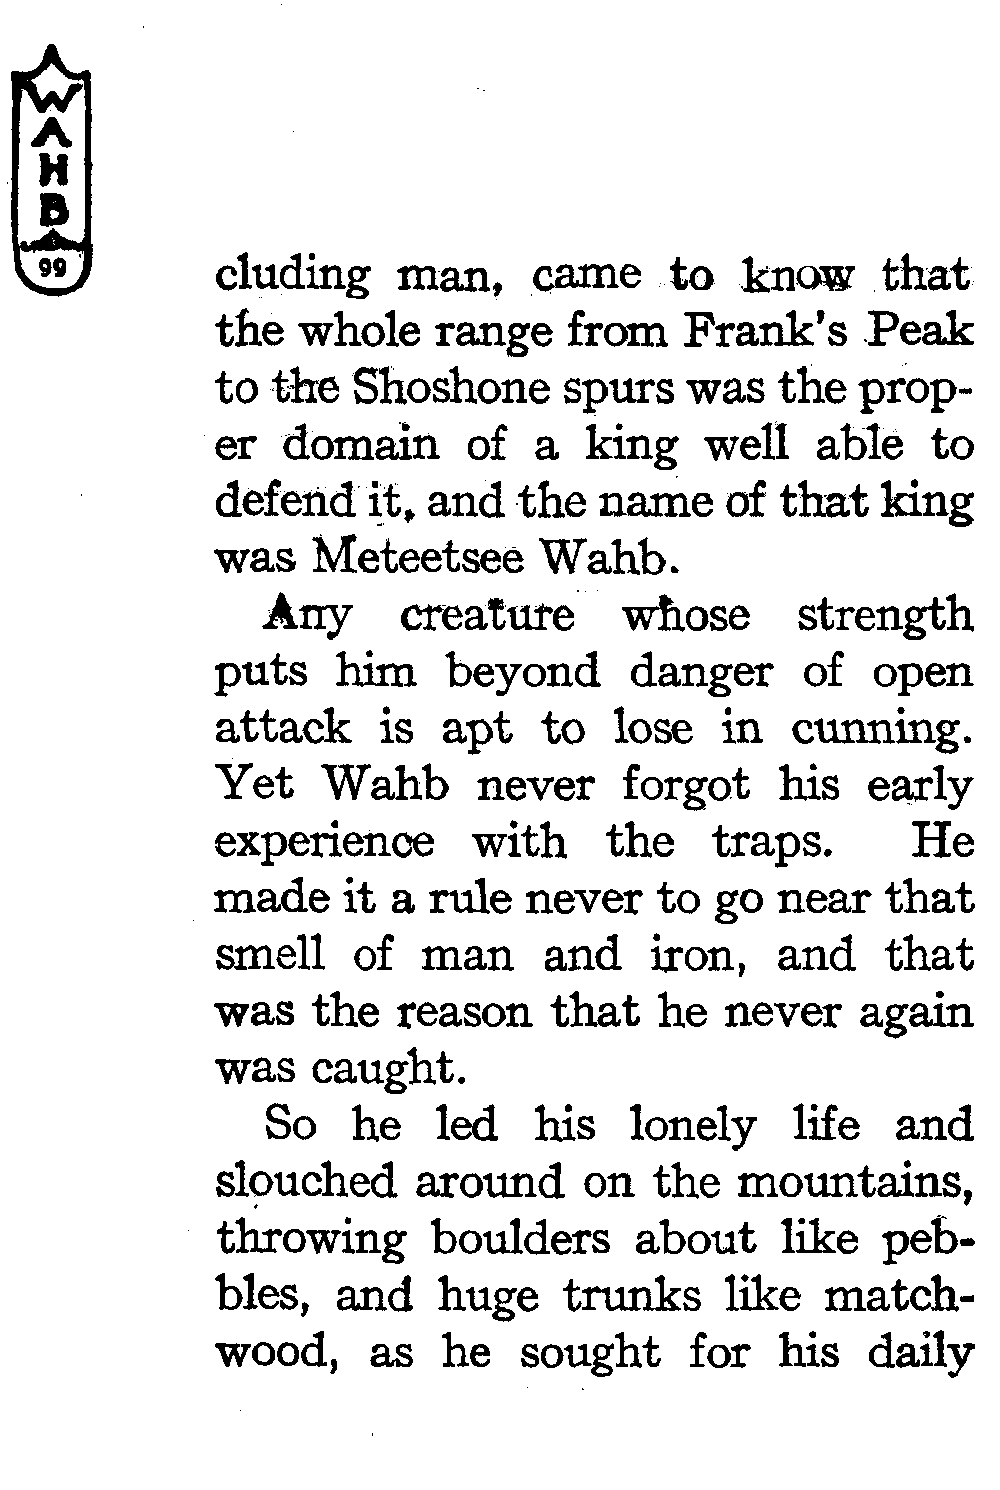 WAHB
99
cluding man, came to know that
the whole range from Frank's Peak
to the Shoshone spurs was the prop-
er domain of a king well able to
defend it, and the name of that king
was Meteetsee Wahb.
Any creature whose strength
puts him beyond danger of open
attack is apt to lose in cunning.
Yet Wahb never forgot his early
experience with the traps. He
made it a rule never to go near that
smell of man and iron, and that
was the reason that he never again
was caught.
So he led his lonely life and
slouched around on the mountains,
throwing boulders about like peb-
bles, and huge trunks like match-
wood, as he sought for his daily